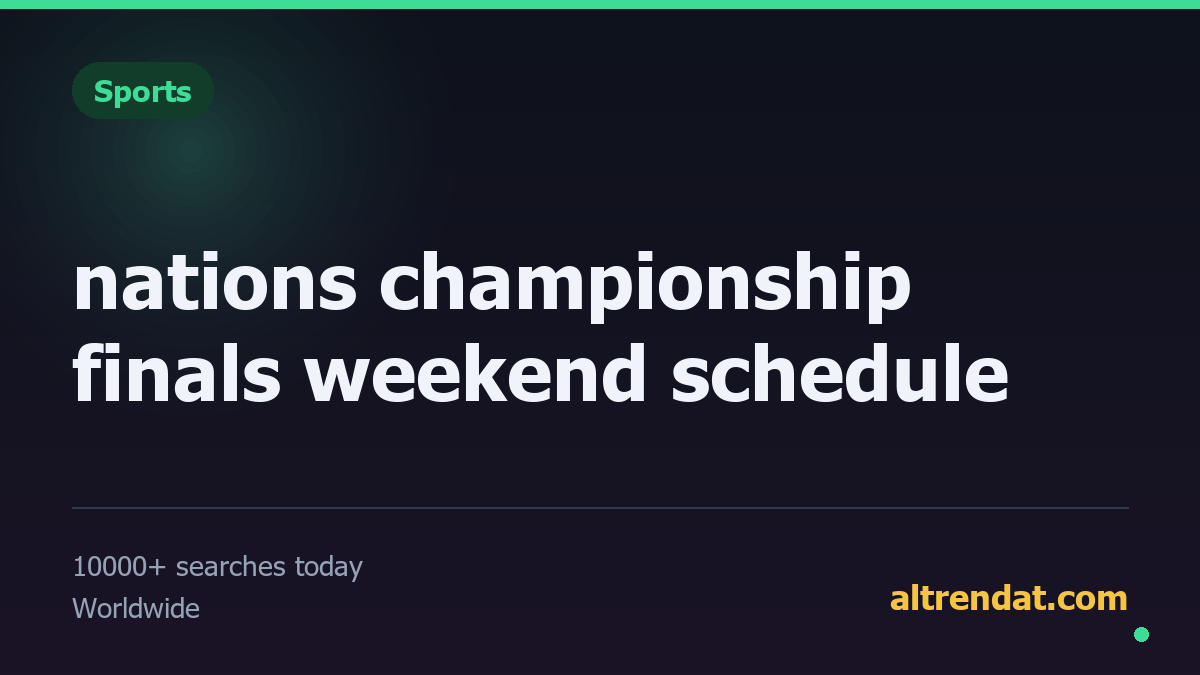 Sports
nations championship
finals weekend schedule
10000+ searches today
Worldwide
altrendat.com